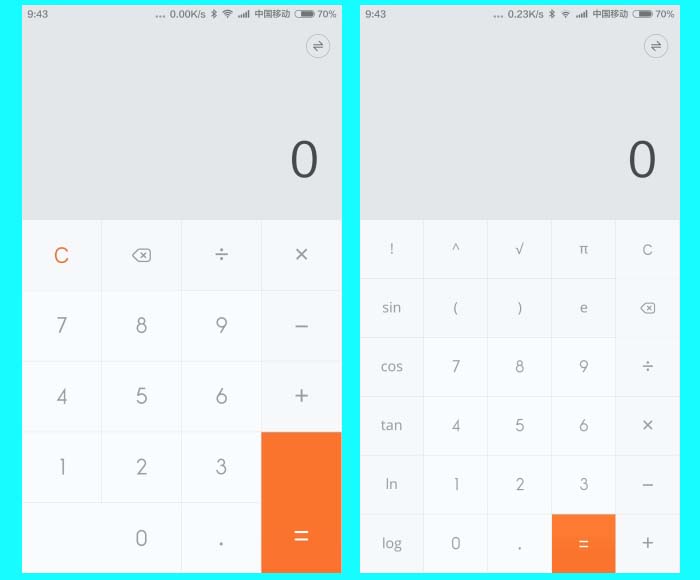 9:43 ... 0.00K/s 中国移动 70%
0
C ÷ ×
7 8 9 −
4 5 6 +
1 2 3
0 . =
9:43 ... 0.23K/s 中国移动 70%
0
! ^ √ π C
sin ( ) e
cos 7 8 9 ÷
tan 4 5 6 ×
ln 1 2 3 −
log 0 . = +